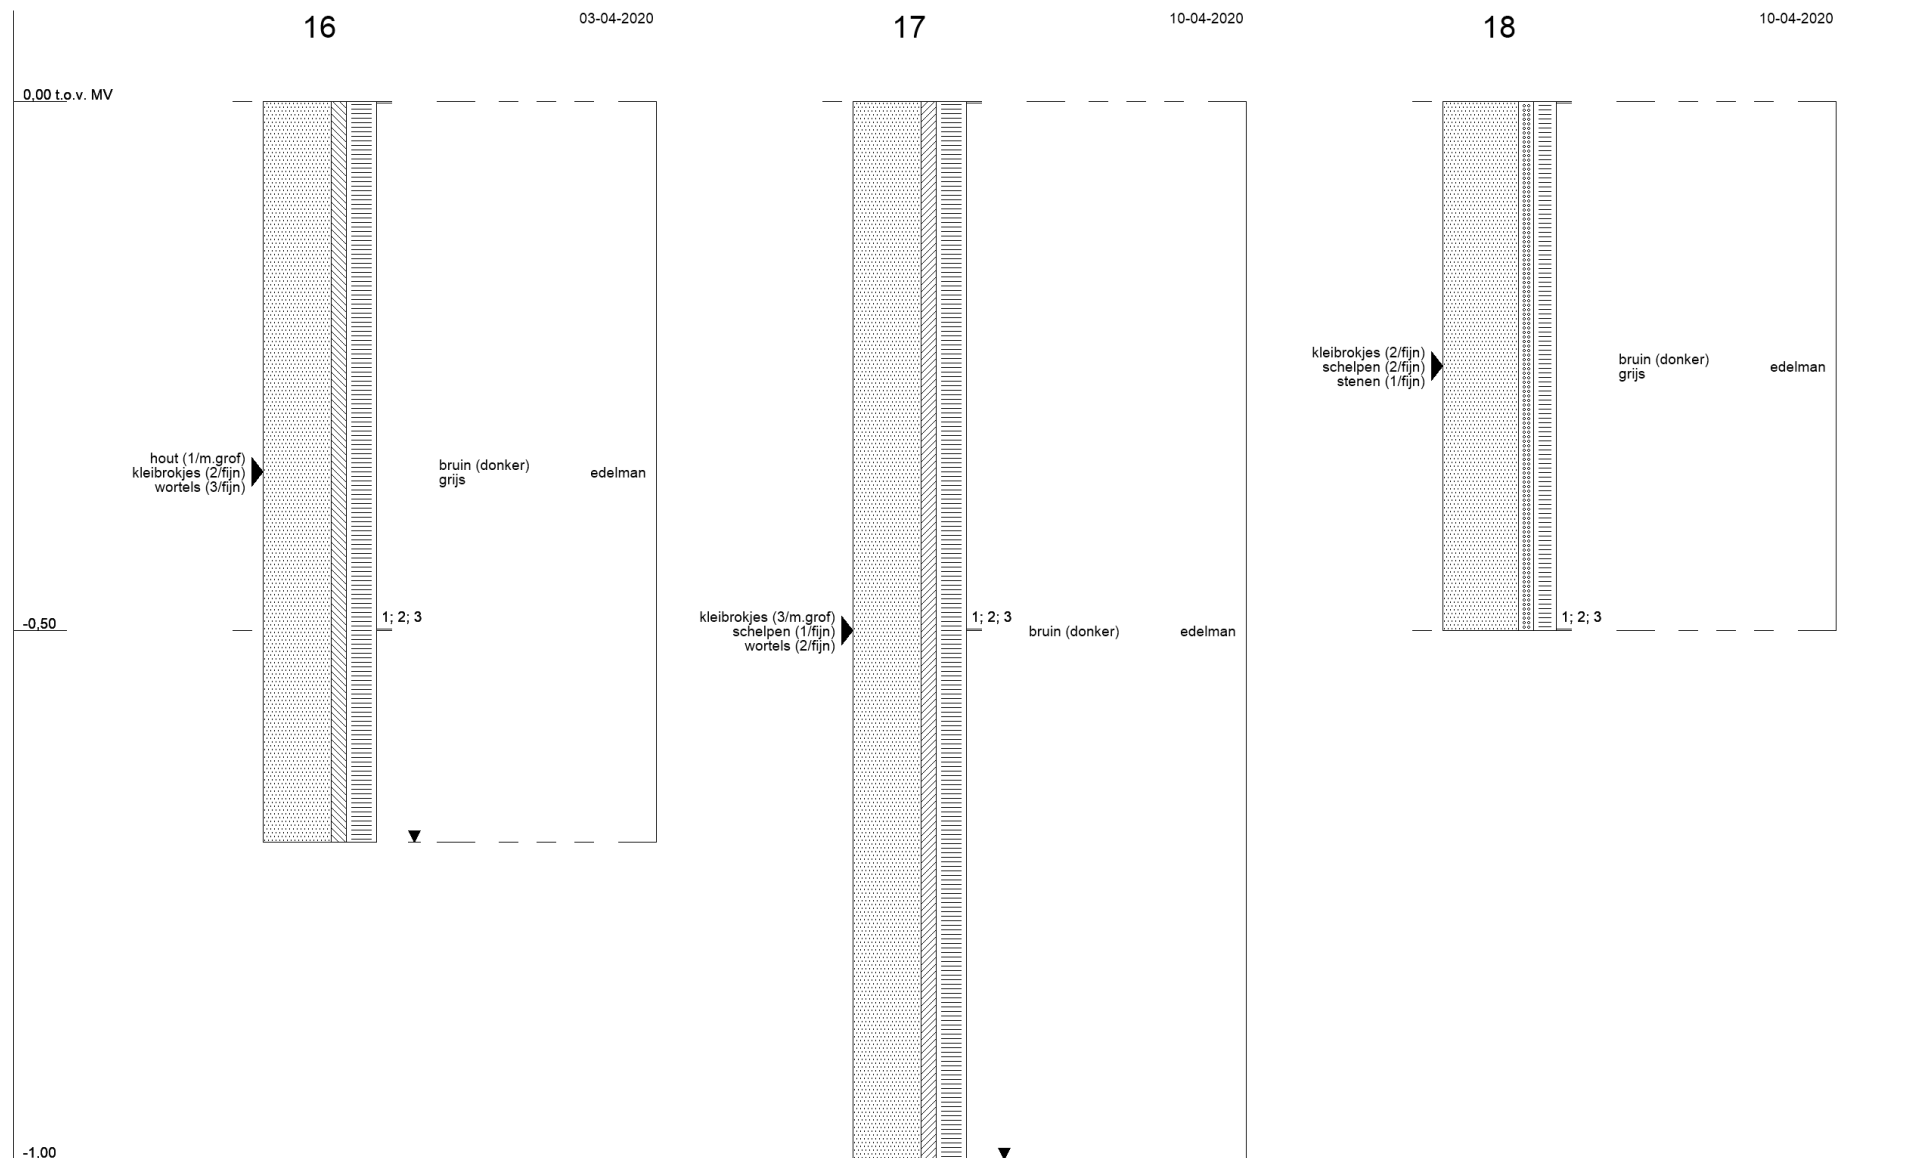 16
03-04-2020
17
10-04-2020
18
10-04-2020
0,00 t.o.v. MV
kleibrokjes (2/fijn)
schelpen (2/fijn)
stenen (1/fijn)
bruin (donker)
grijs
edelman
hout (1/m.grof)
kleibrokjes (2/fijn)
wortels (3/fijn)
bruin (donker)
grijs
edelman
-0,50
1; 2; 3
kleibrokjes (3/m.grof)
schelpen (1/fijn)
wortels (2/fijn)
1; 2; 3
bruin (donker)
edelman
1; 2; 3
-1.00